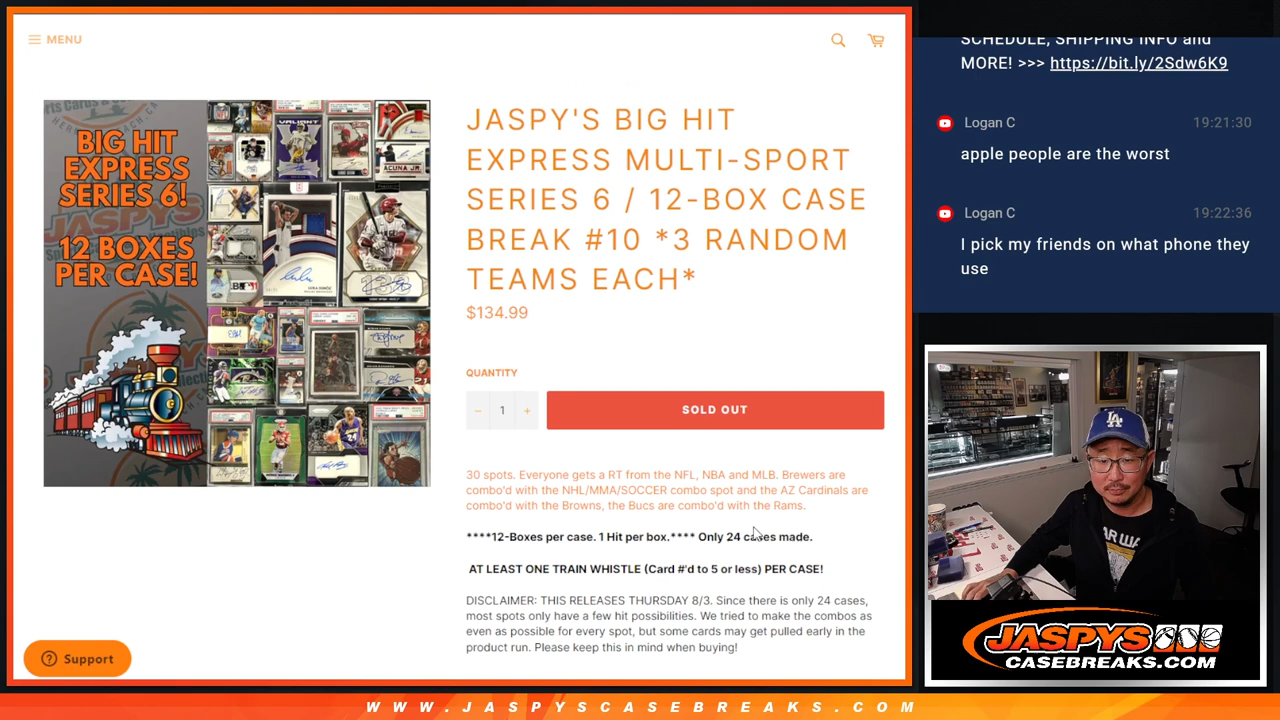 MENU
BIG HIT
EXPRESS
SERIES 6!
12 BOXES
PER CASE!
JASPY'S BIG HIT
EXPRESS MULTI-SPORT
SERIES 6 / 12-BOX CASE
BREAK #10 *3 RANDOM
TEAMS EACH*
$134.99
QUANTITY
− 1 +
SOLD OUT
30 spots. Everyone gets a RT from the NFL, NBA and MLB. Brewers are
combo'd with the NHL/MMA/SOCCER combo spot and the AZ Cardinals are
combo'd with the Browns, the Bucs are combo'd with the Rams.
****12-Boxes per case. 1 Hit per box.**** Only 24 cases made.
AT LEAST ONE TRAIN WHISTLE (Card #'d to 5 or less) PER CASE!
DISCLAIMER: THIS RELEASES THURSDAY 8/3. Since there is only 24 cases,
most spots only have a few hit possibilities. We tried to make the combos as
even as possible for every spot, but some cards may get pulled early in the
product run. Please keep this in mind when buying!
Support
SCHEDULE, SHIPPING INFO and
MORE! >>> https://bit.ly/2Sdw6K9
Logan C 19:21:30
apple people are the worst
Logan C 19:22:36
I pick my friends on what phone they
use
JASPYS
CASEBREAKS.COM
WWW.JASPYSCASEBREAKS.COM